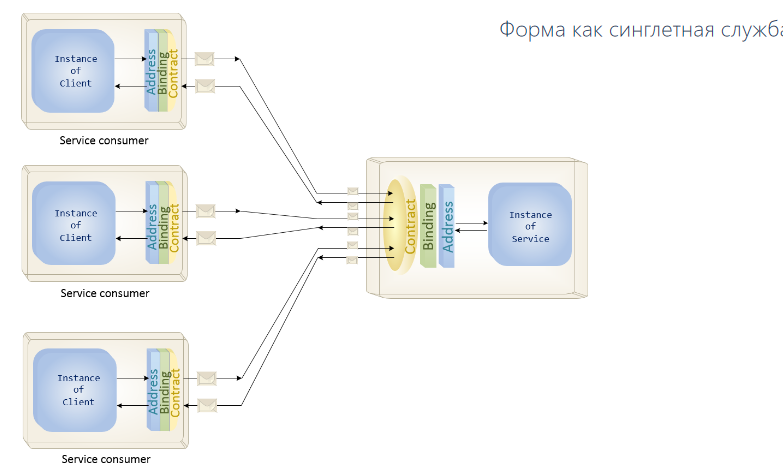 Форма как синглетная служба
Instance
of
Client
Address
Binding
Contract
Service consumer
Instance
of
Client
Address
Binding
Contract
Service consumer
Contract
Binding
Address
Instance
of
Service
Instance
of
Client
Address
Binding
Contract
Service consumer